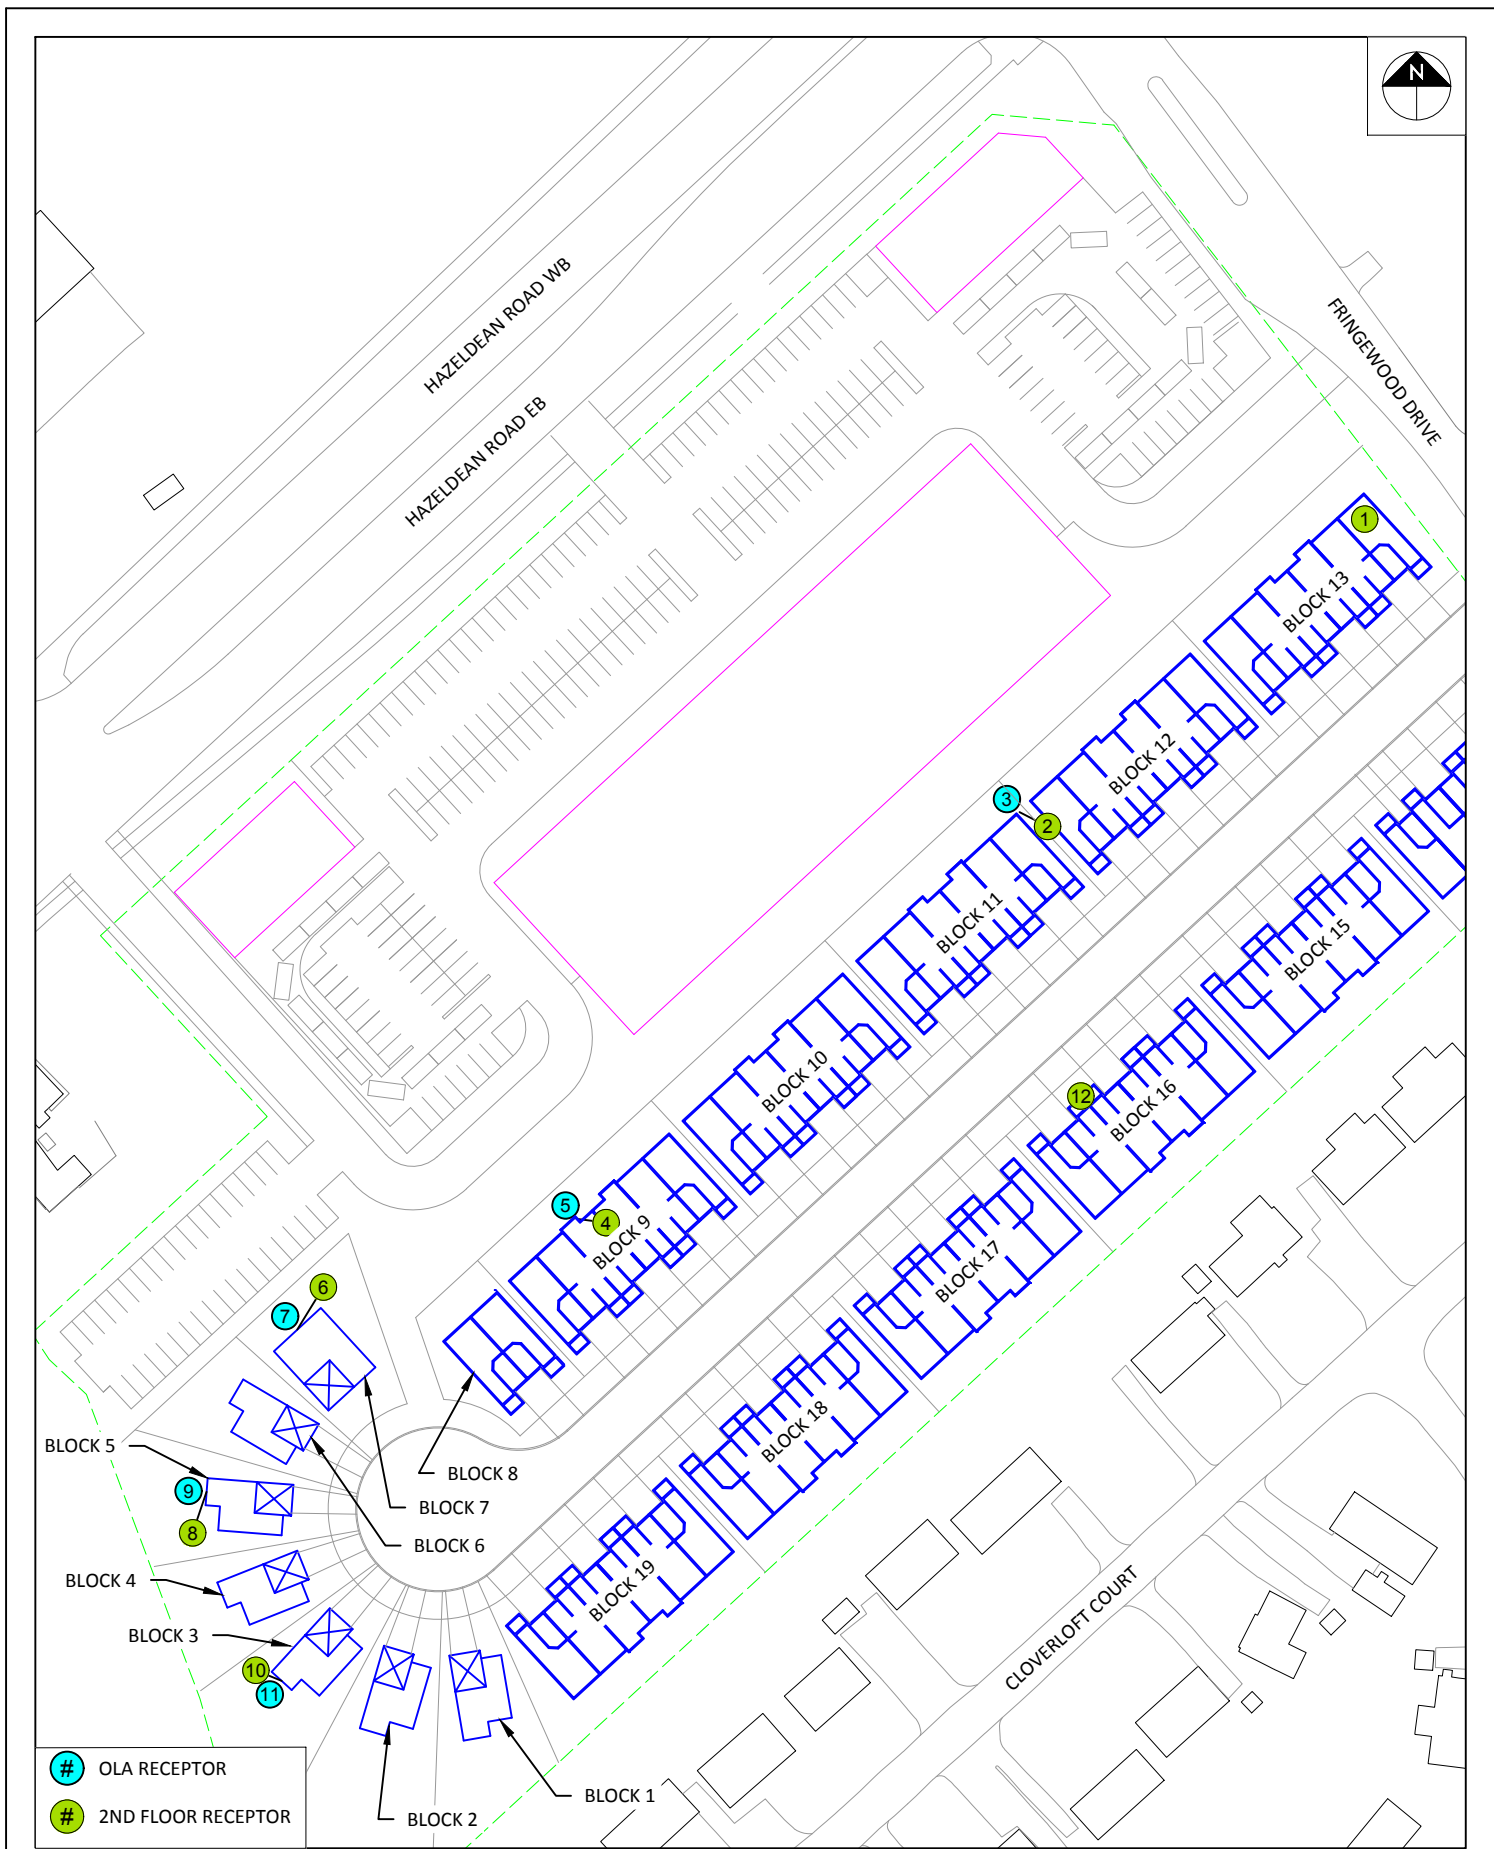 N
HAZELDEAN ROAD WB
HAZELDEAN ROAD EB
FRINGEWOOD DRIVE
1
BLOCK 13
BLOCK 12
3
2
BLOCK 11
BLOCK 15
BLOCK 10
12
BLOCK 16
5
4
BLOCK 9
BLOCK 17
6
7
BLOCK 18
BLOCK 5
BLOCK 8
9
BLOCK 7
8
BLOCK 6
BLOCK 4
BLOCK 19
BLOCK 3
CLOVERLOFT COURT
10
11
# OLA RECEPTOR
BLOCK 1
# 2ND FLOOR RECEPTOR
BLOCK 2